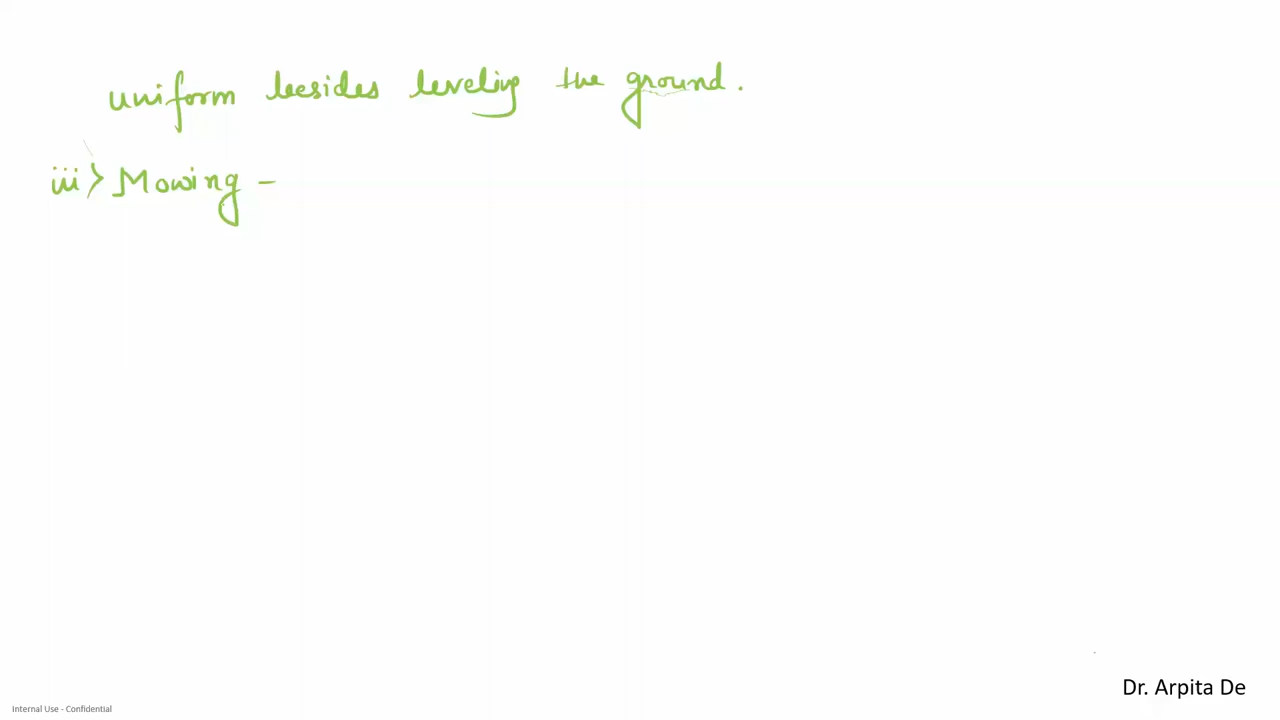 uniform besides leveling the ground.
iii> Mowing -
Dr. Arpita De
Internal Use - Confidential